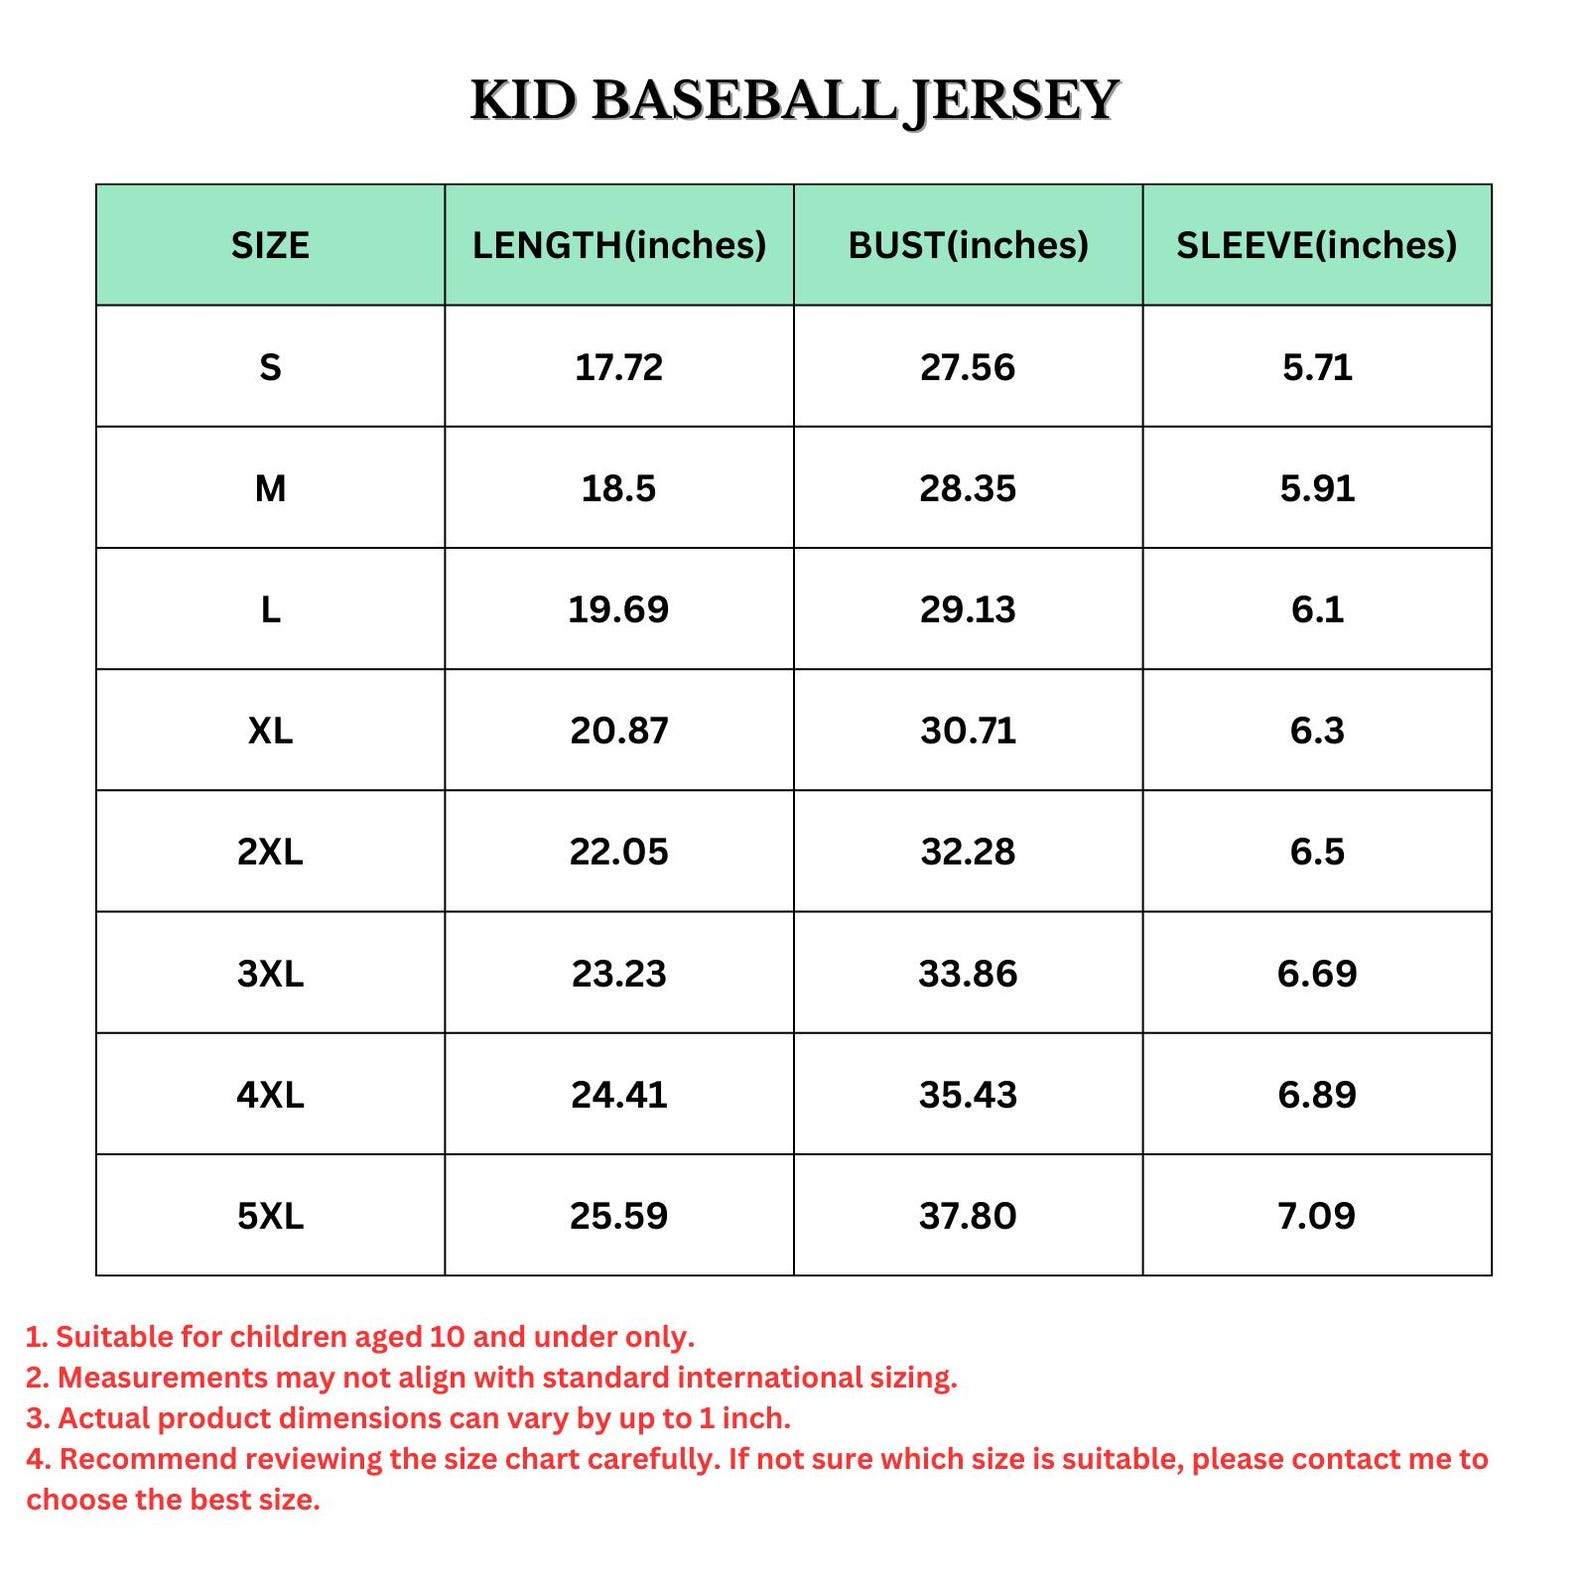 KID BASEBALL JERSEY
SIZE LENGTH(inches) BUST(inches) SLEEVE(inches)
S 17.72 27.56 5.71
M 18.5 28.35 5.91
L 19.69 29.13 6.1
XL 20.87 30.71 6.3
2XL 22.05 32.28 6.5
3XL 23.23 33.86 6.69
4XL 24.41 35.43 6.89
5XL 25.59 37.80 7.09
1. Suitable for children aged 10 and under only.
2. Measurements may not align with standard international sizing.
3. Actual product dimensions can vary by up to 1 inch.
4. Recommend reviewing the size chart carefully. If not sure which size is suitable, please contact me to
choose the best size.